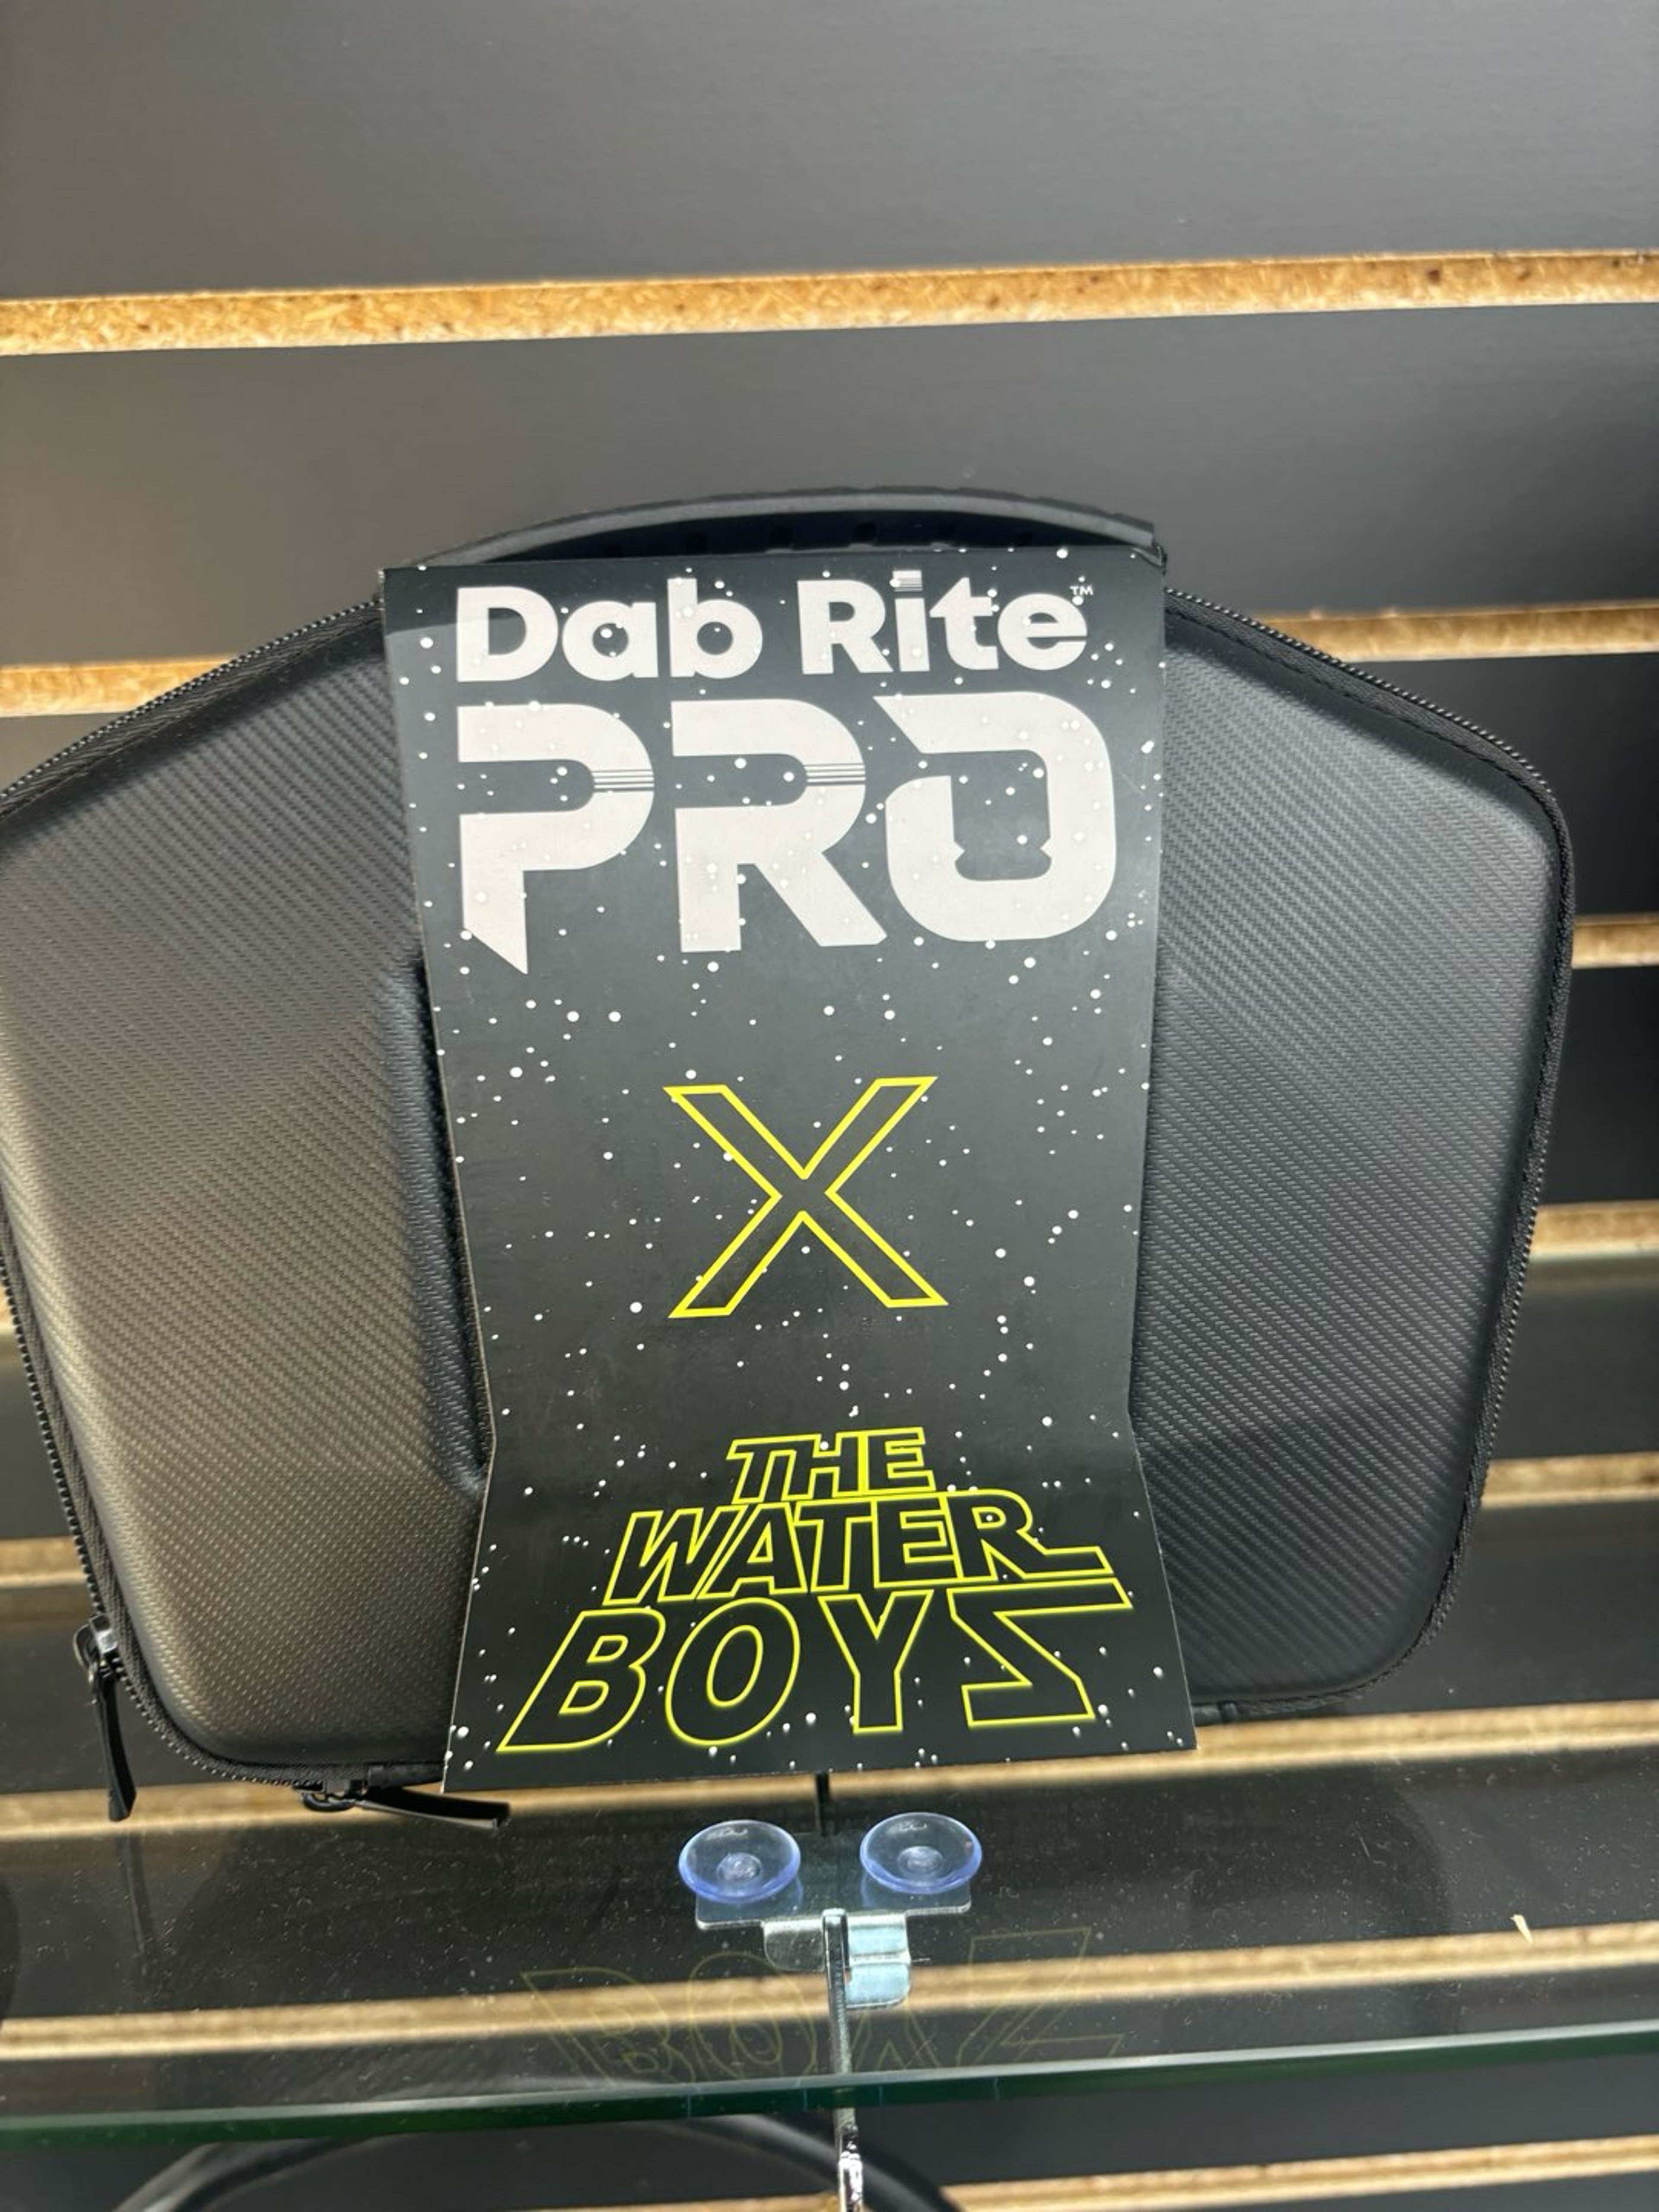 Dab Rite™
PRO
X
THE
WATER
BOYZ